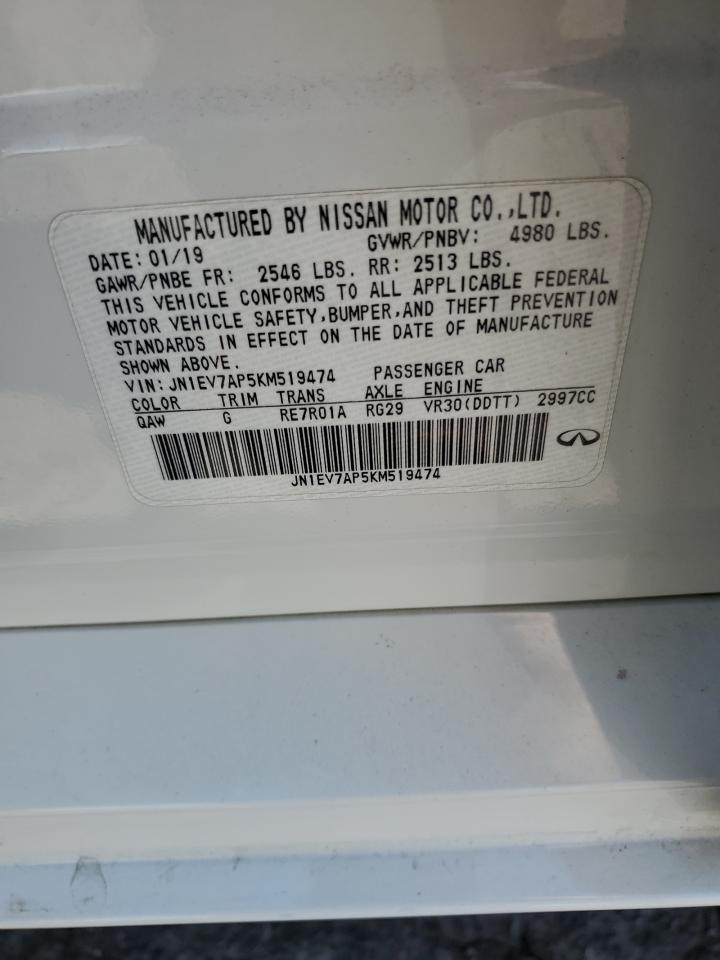 MANUFACTURED BY NISSAN MOTOR CO.,LTD.
DATE: 01/19 GVWR/PNBV: 4980 LBS.
GAWR/PNBE FR: 2546 LBS. RR: 2513 LBS.
THIS VEHICLE CONFORMS TO ALL APPLICABLE FEDERAL
MOTOR VEHICLE SAFETY,BUMPER,AND THEFT PREVENTION
STANDARDS IN EFFECT ON THE DATE OF MANUFACTURE
SHOWN ABOVE.
VIN: JN1EV7AP5KM519474 PASSENGER CAR
COLOR TRIM TRANS AXLE ENGINE
QAW G RE7R01A RG29 VR30(DDTT) 2997CC
JN1EV7AP5KM519474